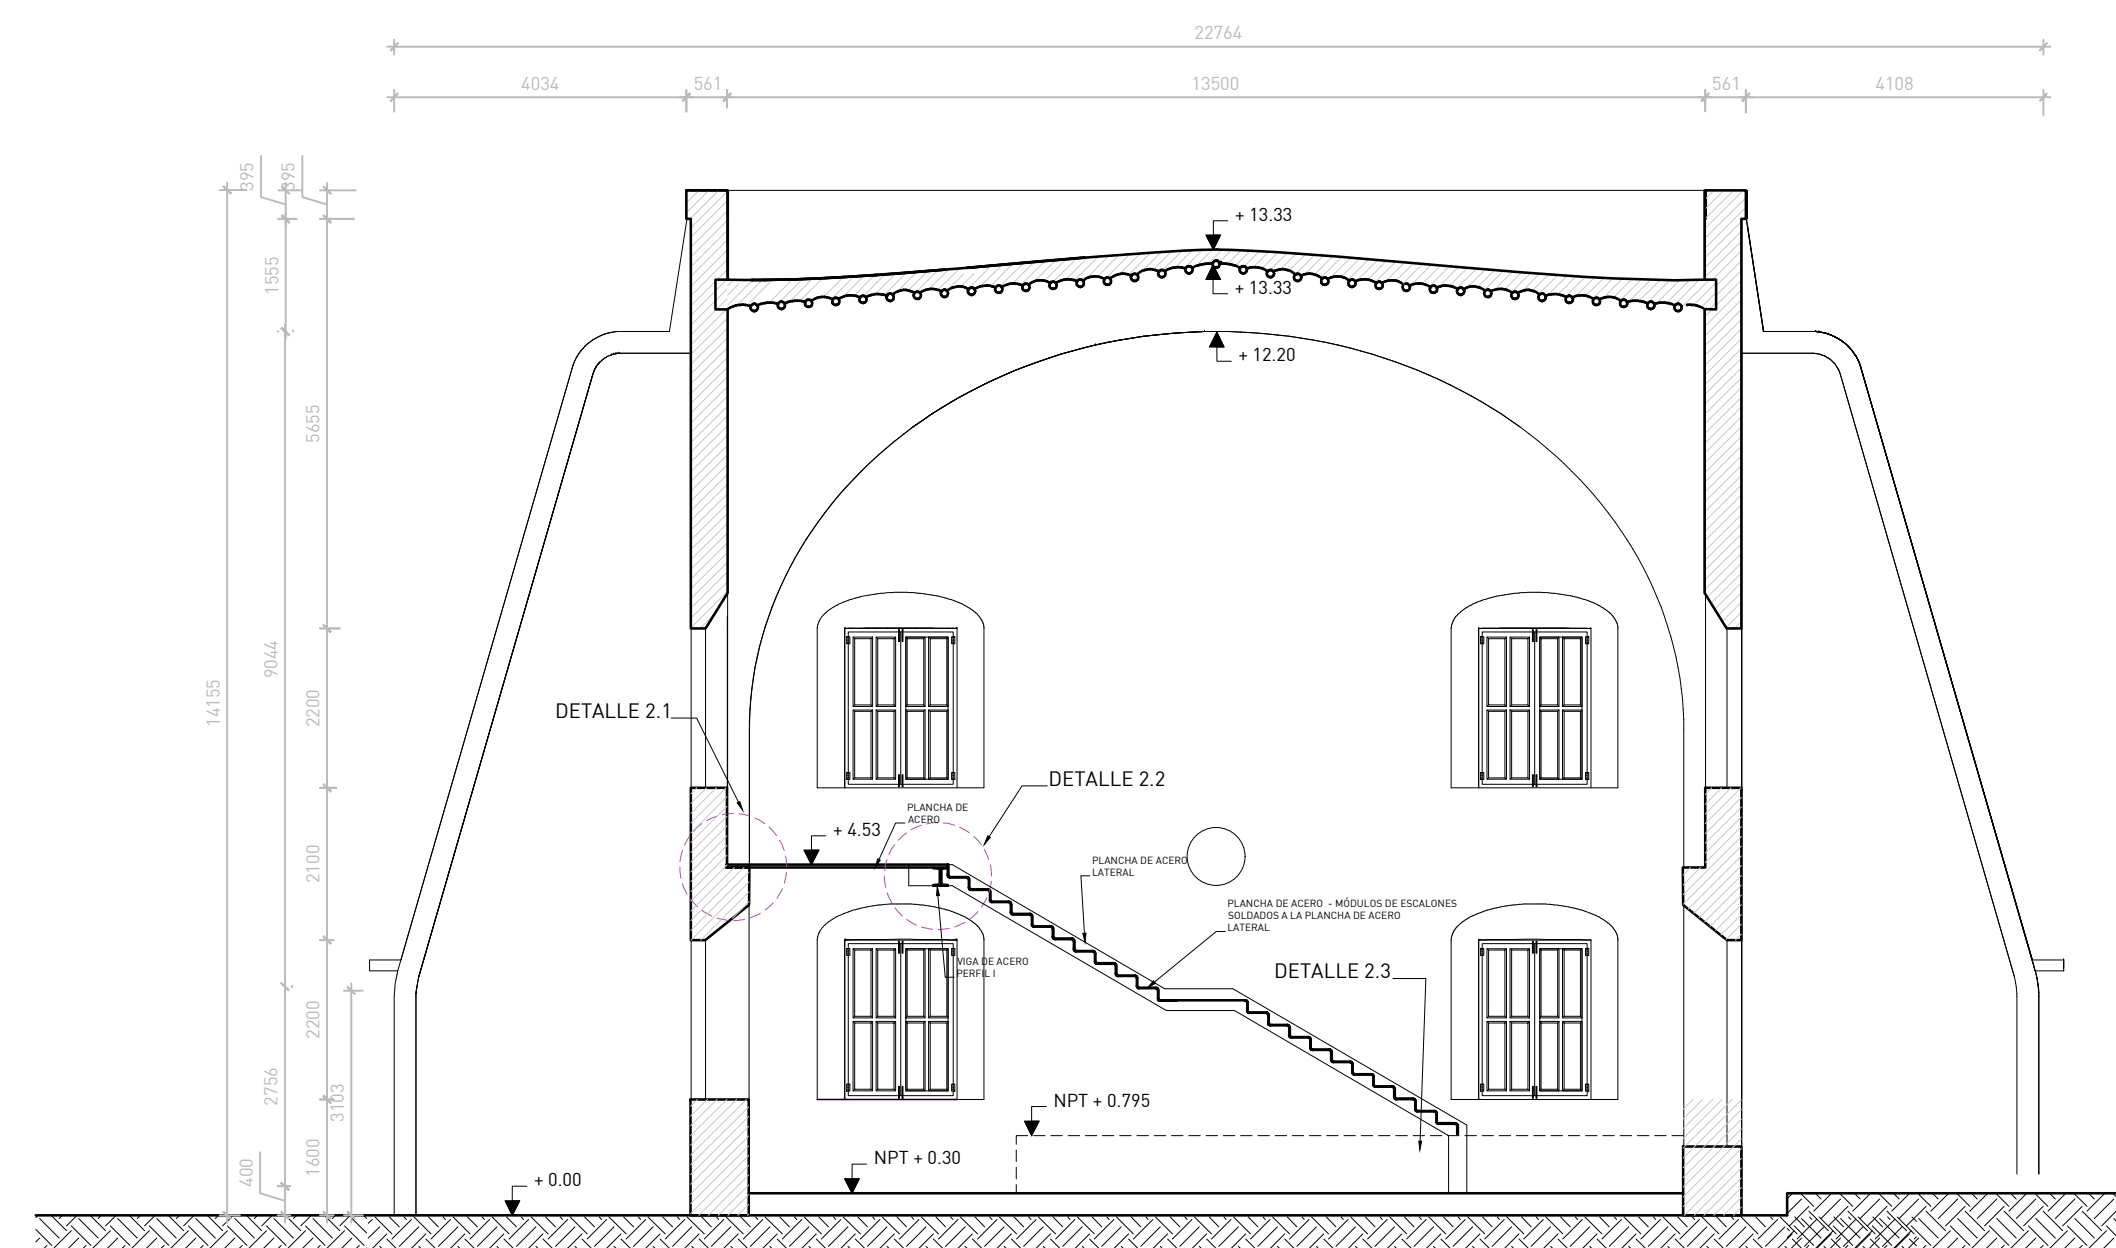 22764
4034
561
13500
561
4108
395
395
+ 13.33
1555
+ 13.33
+ 12.20
5655
9044
14155
2200
DETALLE 2.1
DETALLE 2.2
PLANCHA DE
ACERO
+ 4.53
2100
PLANCHA DE ACERO
LATERAL
PLANCHA DE ACERO - MÓDULOS DE ESCALONES
SOLDADOS A LA PLANCHA DE ACERO
LATERAL
VIGA DE ACERO
PERFIL I
DETALLE 2.3
2200
2756
3103
NPT + 0.795
1600
400
NPT + 0.30
+ 0.00